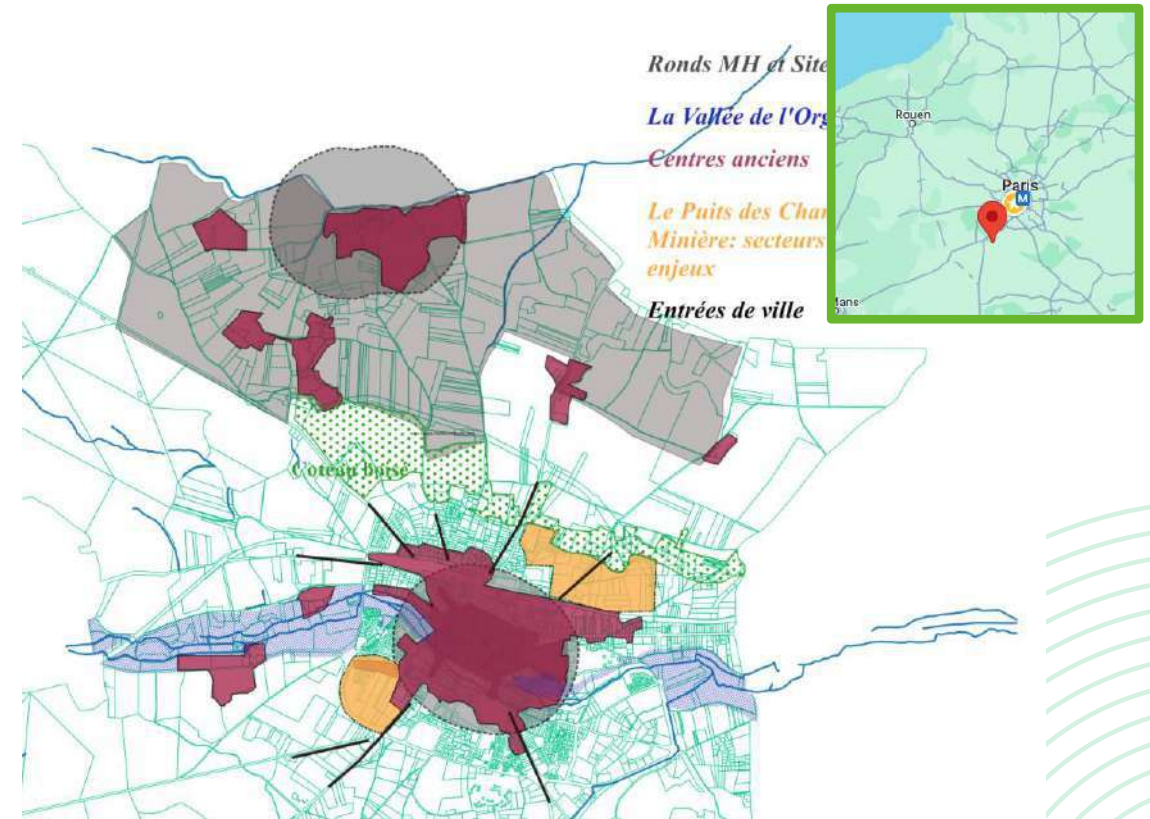 Ronds MH et Site
La Vallée de l'Org
Centres anciens
Le Puits des Char
Minière: secteurs
enjeux
Entrées de ville
Coteau boisé
Rouen
Paris
M
Mans